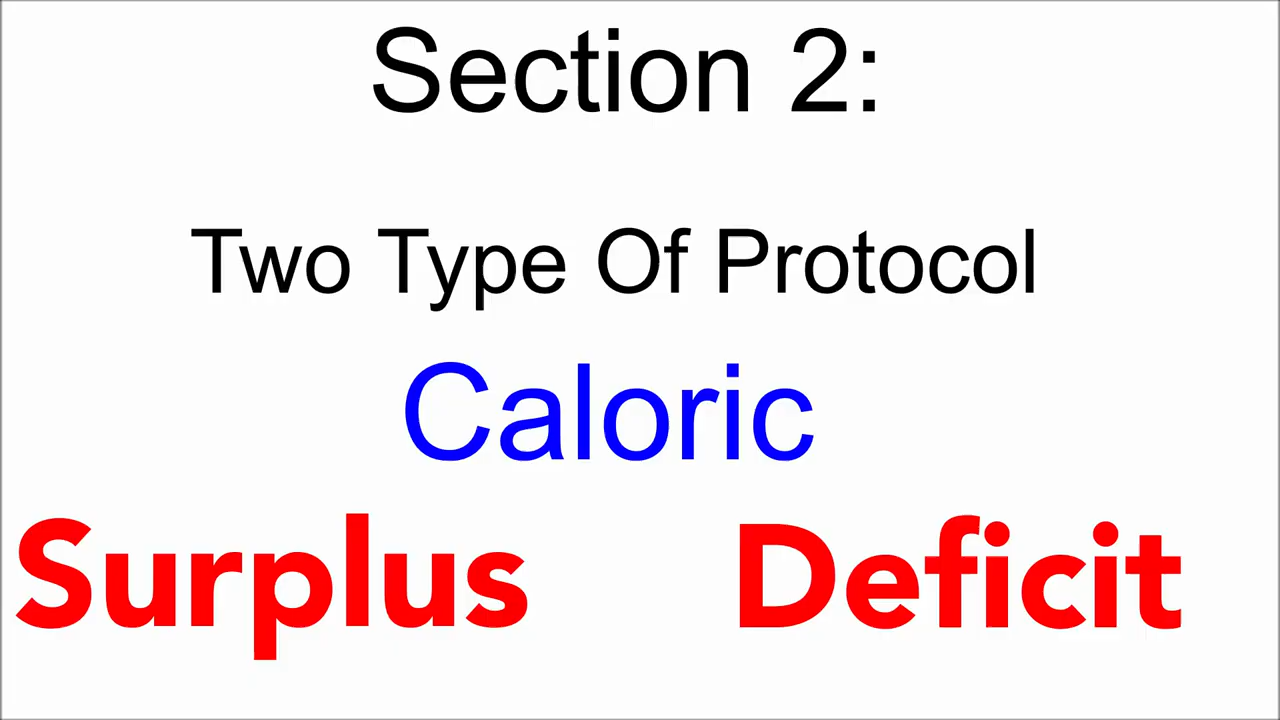 Section 2:
Two Type Of Protocol
Caloric
Surplus Deficit